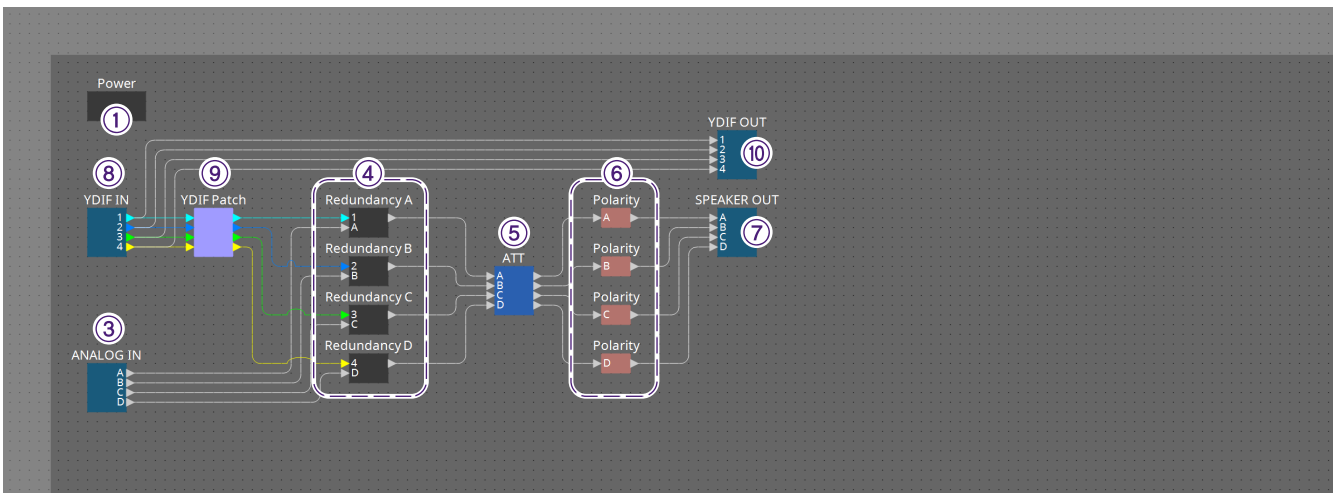 Power
①
YDIF OUT
1
2
3
4
⑩
⑧
YDIF IN
1
2
3
4
⑨
YDIF Patch
④
Redundancy A
1
A
Redundancy B
2
B
Redundancy C
3
C
Redundancy D
4
D
⑤
ATT
A
B
C
D
⑥
Polarity
A
Polarity
B
Polarity
C
Polarity
D
SPEAKER OUT
A
B
C
D
⑦
③
ANALOG IN
A
B
C
D